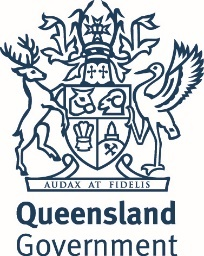 AUDAX AT FIDELIS
Queensland
Government